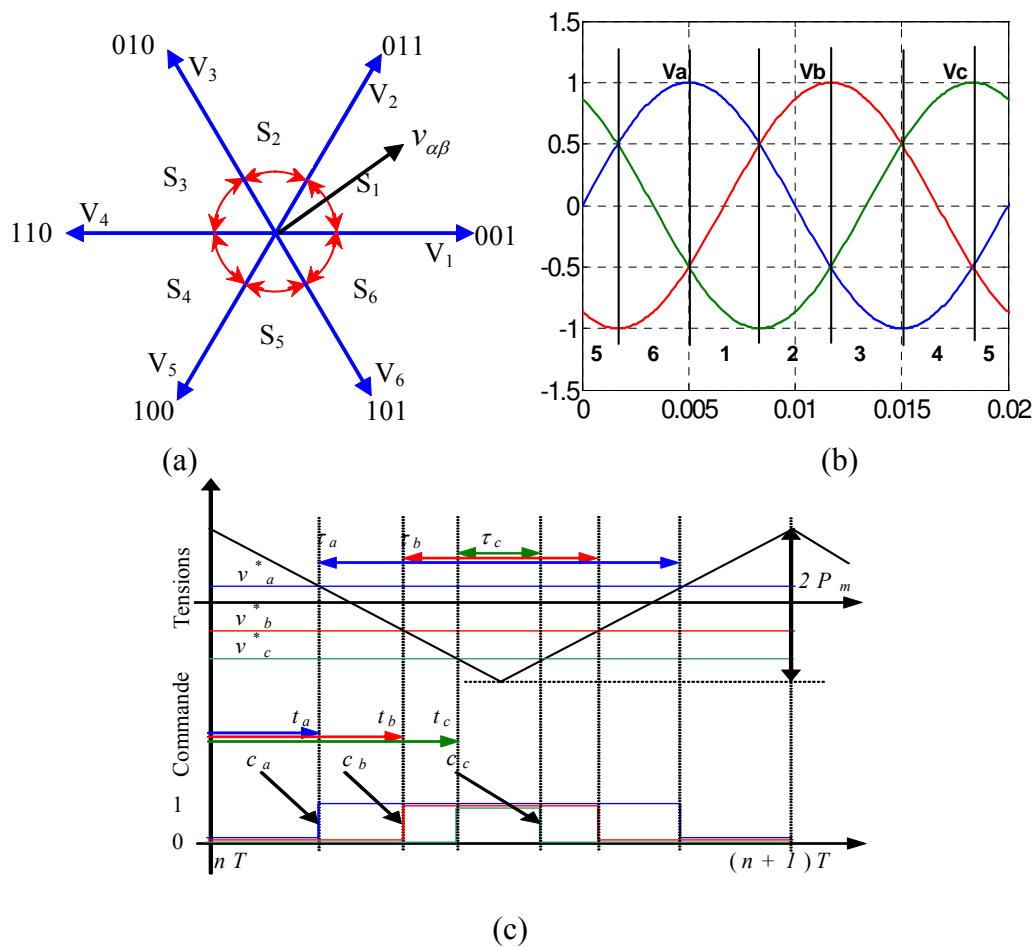 010
011
V3
V2
S2
vαβ
S3
S1
V4
110
001
V1
S4
S6
S5
V5
V6
100
101
(a)
1.5
1
0.5
0
-0.5
-1
-1.5
Va
Vb
Vc
5
6
1
2
3
4
5
0
0.005
0.01
0.015
0.02
(b)
Tensions
τa
τb
τc
v*a
2 Pm
v*b
v*c
Commande
ta
tb
tc
ca
cb
cc
1
0
n T
(n + 1) T
(c)